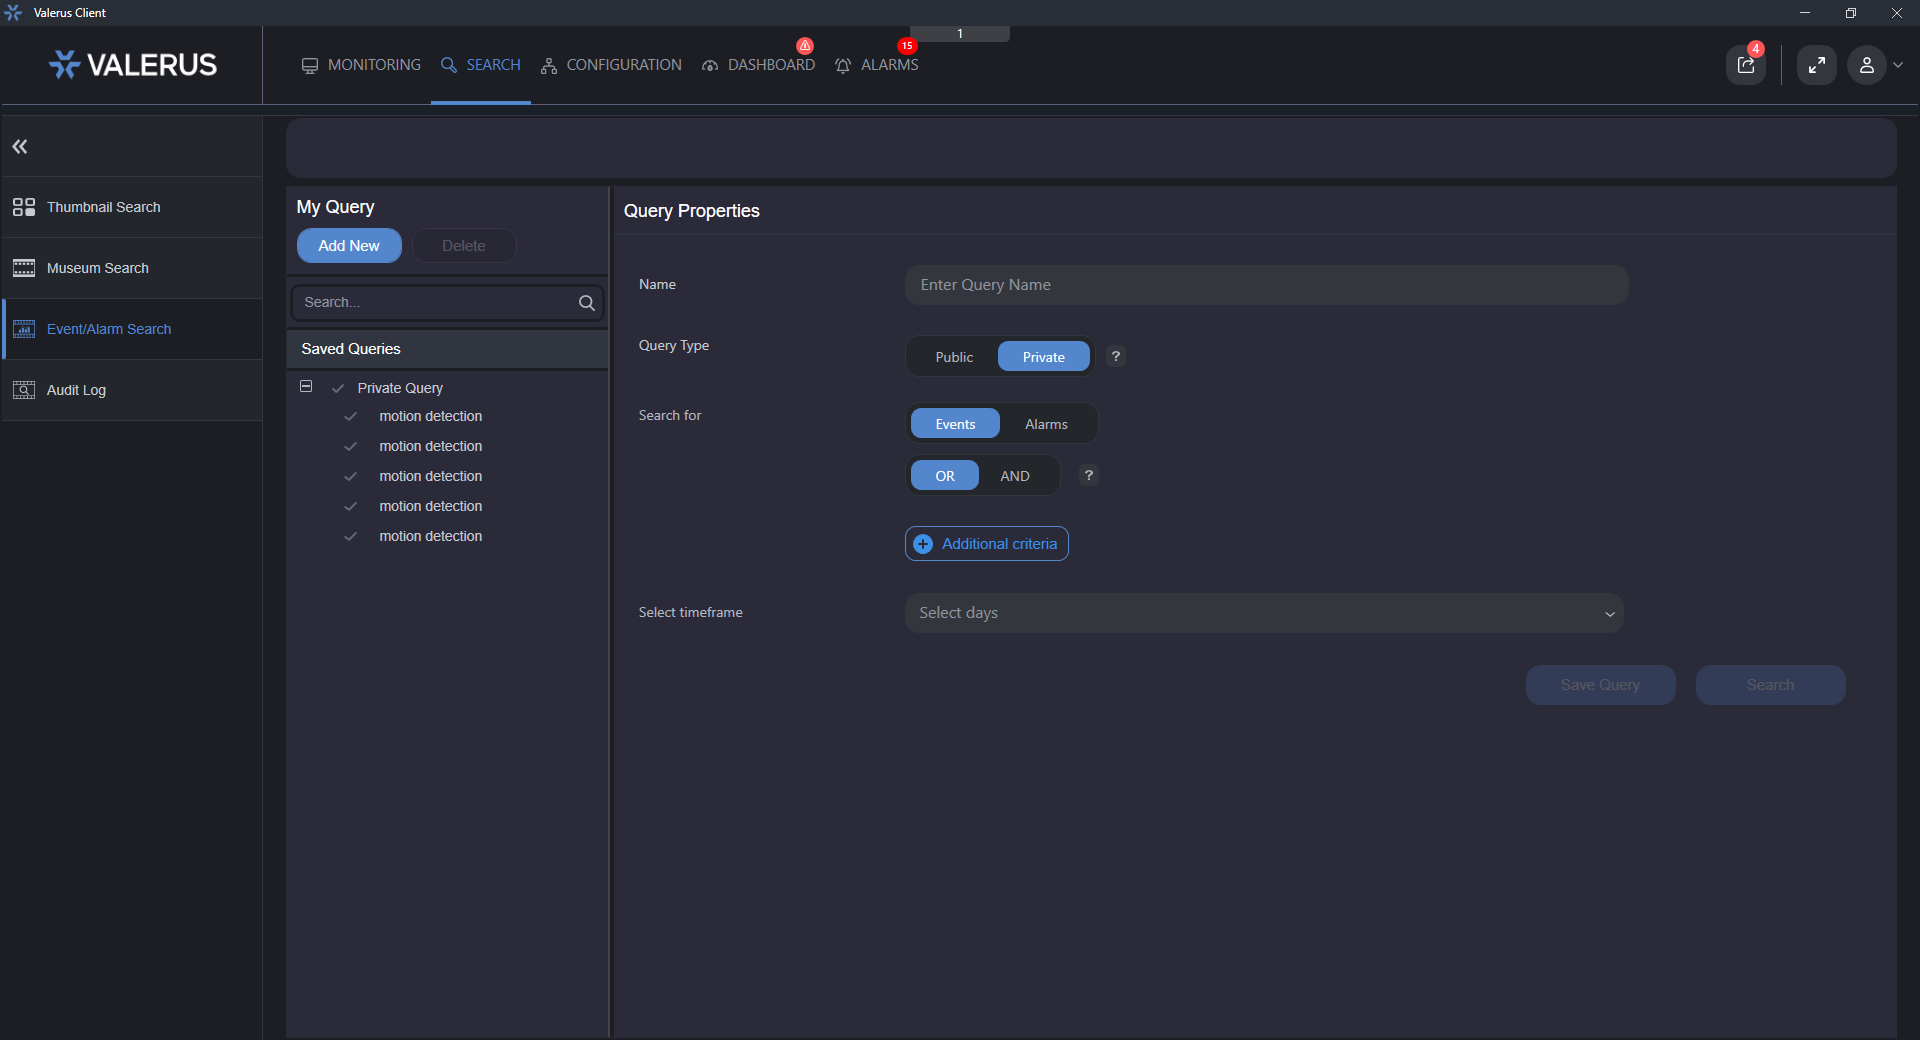 Valerus Client
VALERUS
MONITORING
SEARCH
CONFIGURATION
DASHBOARD
15
ALARMS
1
4
Thumbnail Search
Museum Search
Event/Alarm Search
Audit Log
My Query
Add New
Delete
Search...
Saved Queries
Private Query
motion detection
motion detection
motion detection
motion detection
motion detection
Query Properties
Name
Enter Query Name
Query Type
Public
Private
?
Search for
Events
Alarms
OR
AND
?
Additional criteria
Select timeframe
Select days
Save Query
Search